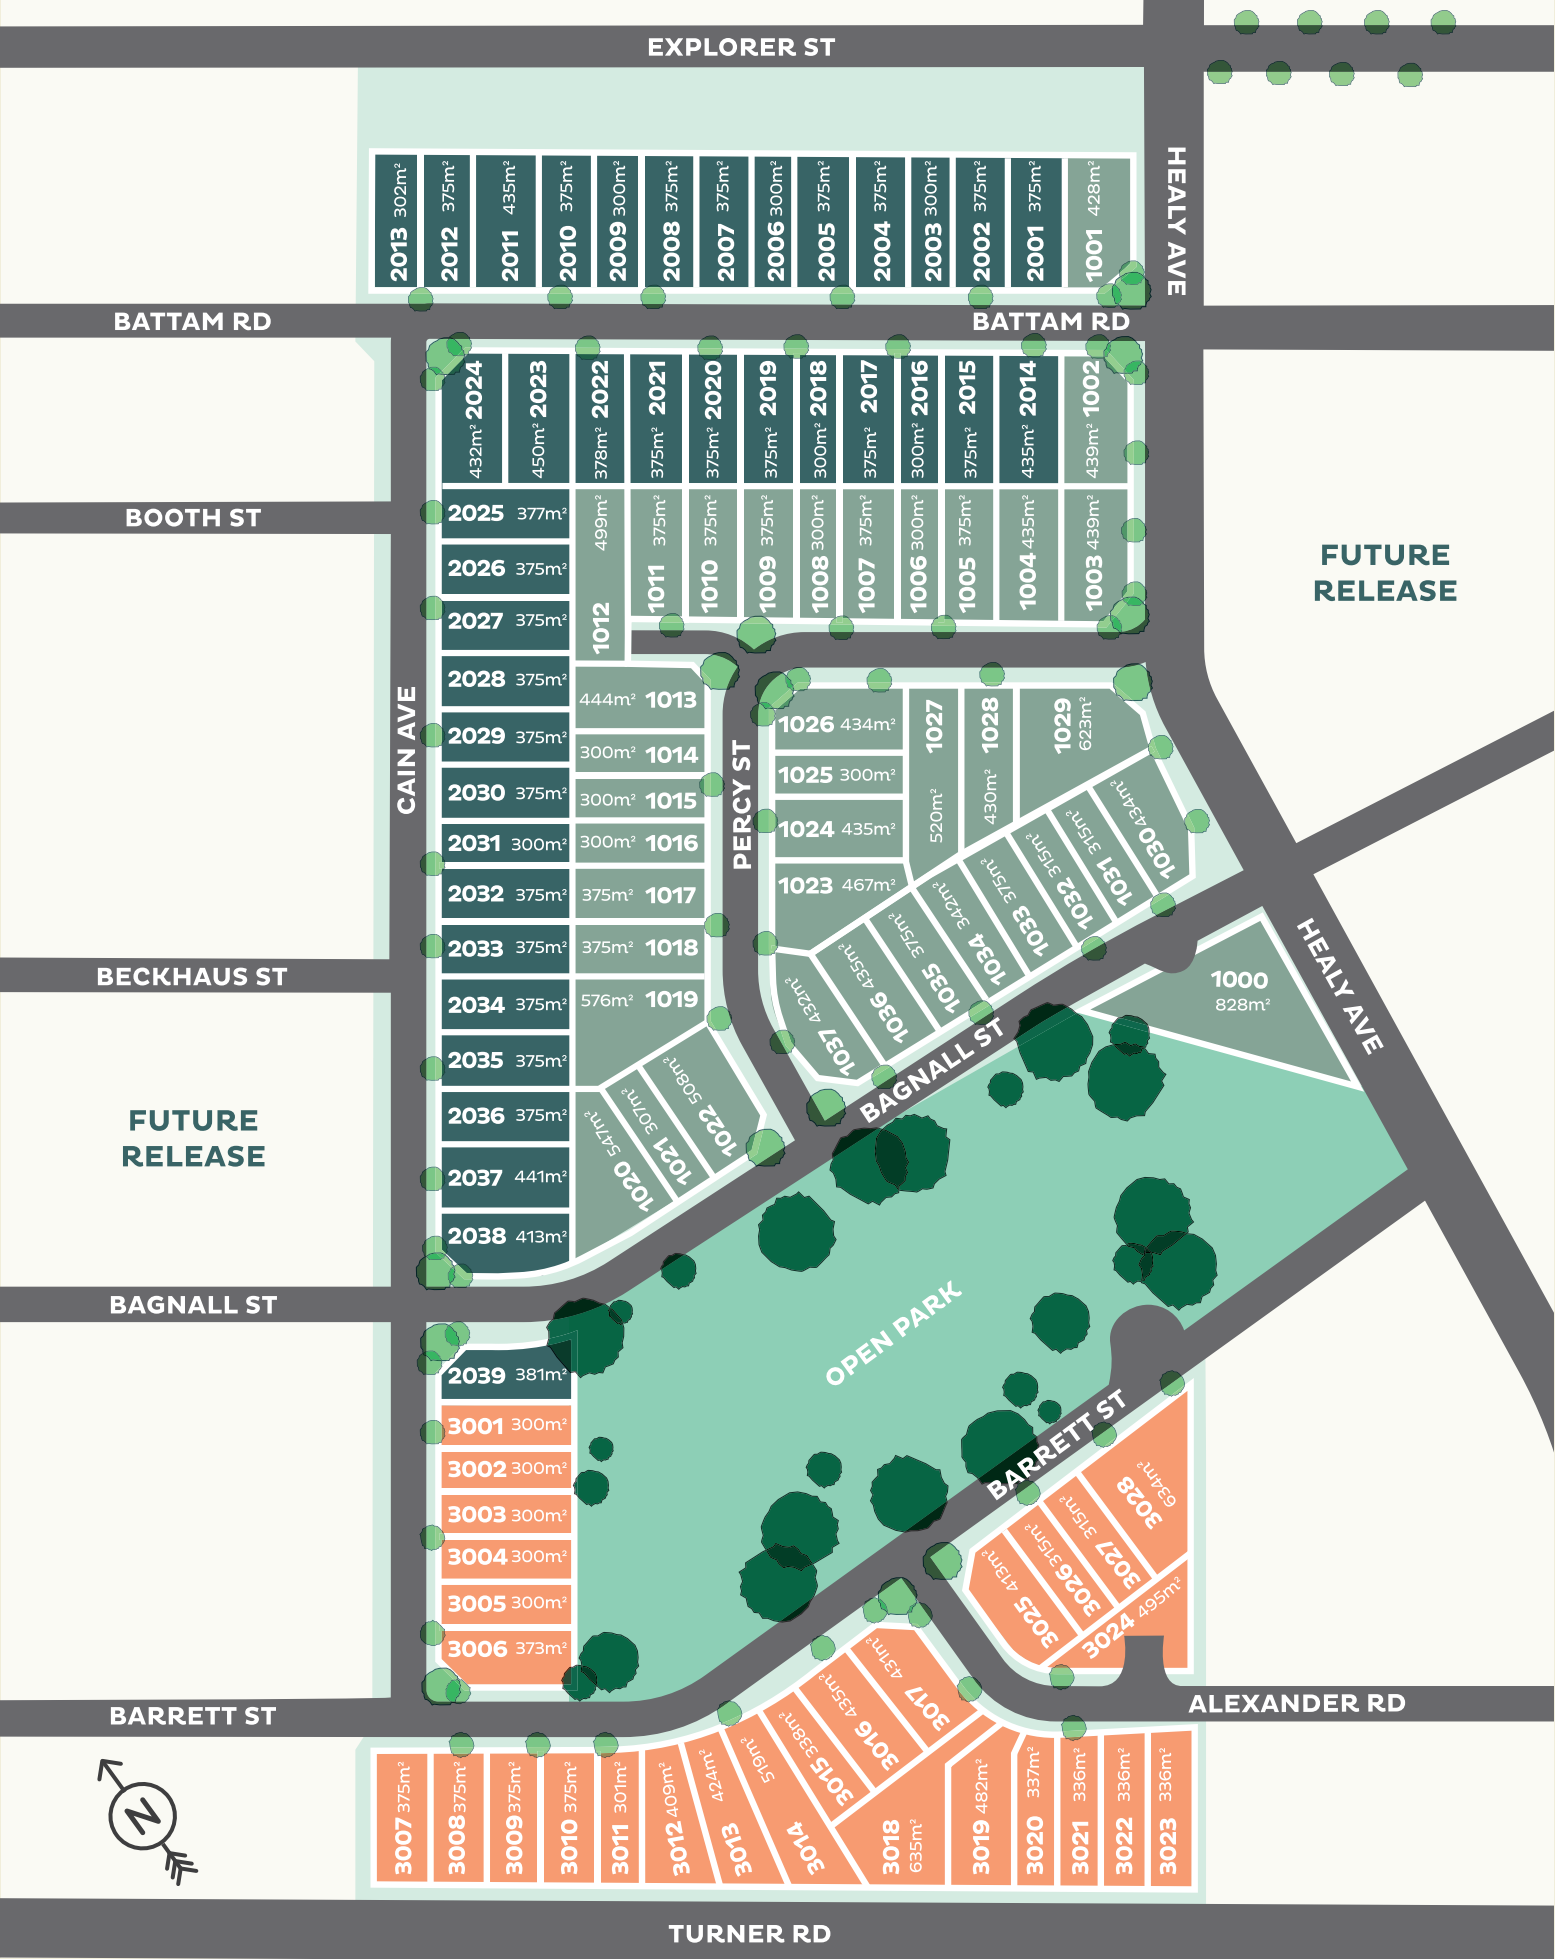 EXPLORER ST
HEALY AVE
2013 302m²
2012 375m²
2011 435m²
2010 375m²
2009 300m²
2008 375m²
2007 375m²
2006 300m²
2005 375m²
2004 375m²
2003 300m²
2002 375m²
2001 375m²
1001 428m²
BATTAM RD
BATTAM RD
432m² 2024
450m² 2023
378m² 2022
375m² 2021
375m² 2020
375m² 2019
300m² 2018
375m² 2017
300m² 2016
375m² 2015
435m² 2014
439m² 1002
BOOTH ST
2025 377m²
2026 375m²
2027 375m²
2028 375m²
2029 375m²
2030 375m²
2031 300m²
2032 375m²
2033 375m²
2034 375m²
2035 375m²
2036 375m²
2037 441m²
2038 413m²
1012 499m²
1011 375m²
1010 375m²
1009 375m²
1008 300m²
1007 375m²
1006 300m²
1005 375m²
1004 435m²
1003 439m²
FUTURE
RELEASE
CAIN AVE
444m² 1013
300m² 1014
300m² 1015
300m² 1016
375m² 1017
375m² 1018
576m² 1019
PERCY ST
1026 434m²
1025 300m²
1024 435m²
1023 467m²
520m² 1027
430m² 1028
1029
623m²
434m² 1030
315m² 1031
315m² 1032
375m² 1033
342m² 1034
375m² 1035
435m² 1036
432m² 1037
BECKHAUS ST
1000
828m²
HEALY AVE
BAGNALL ST
508m² 1022
307m² 1021
547m² 1020
FUTURE
RELEASE
BAGNALL ST
OPEN PARK
2039 381m²
3001 300m²
3002 300m²
3003 300m²
3004 300m²
3005 300m²
3006 373m²
BARRETT ST
634m²
3028
315m² 3027
315m² 3026
413m² 3025
3024 495m²
BARRETT ST
ALEXANDER RD
431m² 3017
435m² 3016
338m² 3015
519m² 3014
424m² 3013
3012 409m²
3011 301m²
3010 375m²
3009 375m²
3008 375m²
3007 375m²
3018
635m²
3019 482m²
3020 337m²
3021 336m²
3022 336m²
3023 336m²
N
TURNER RD